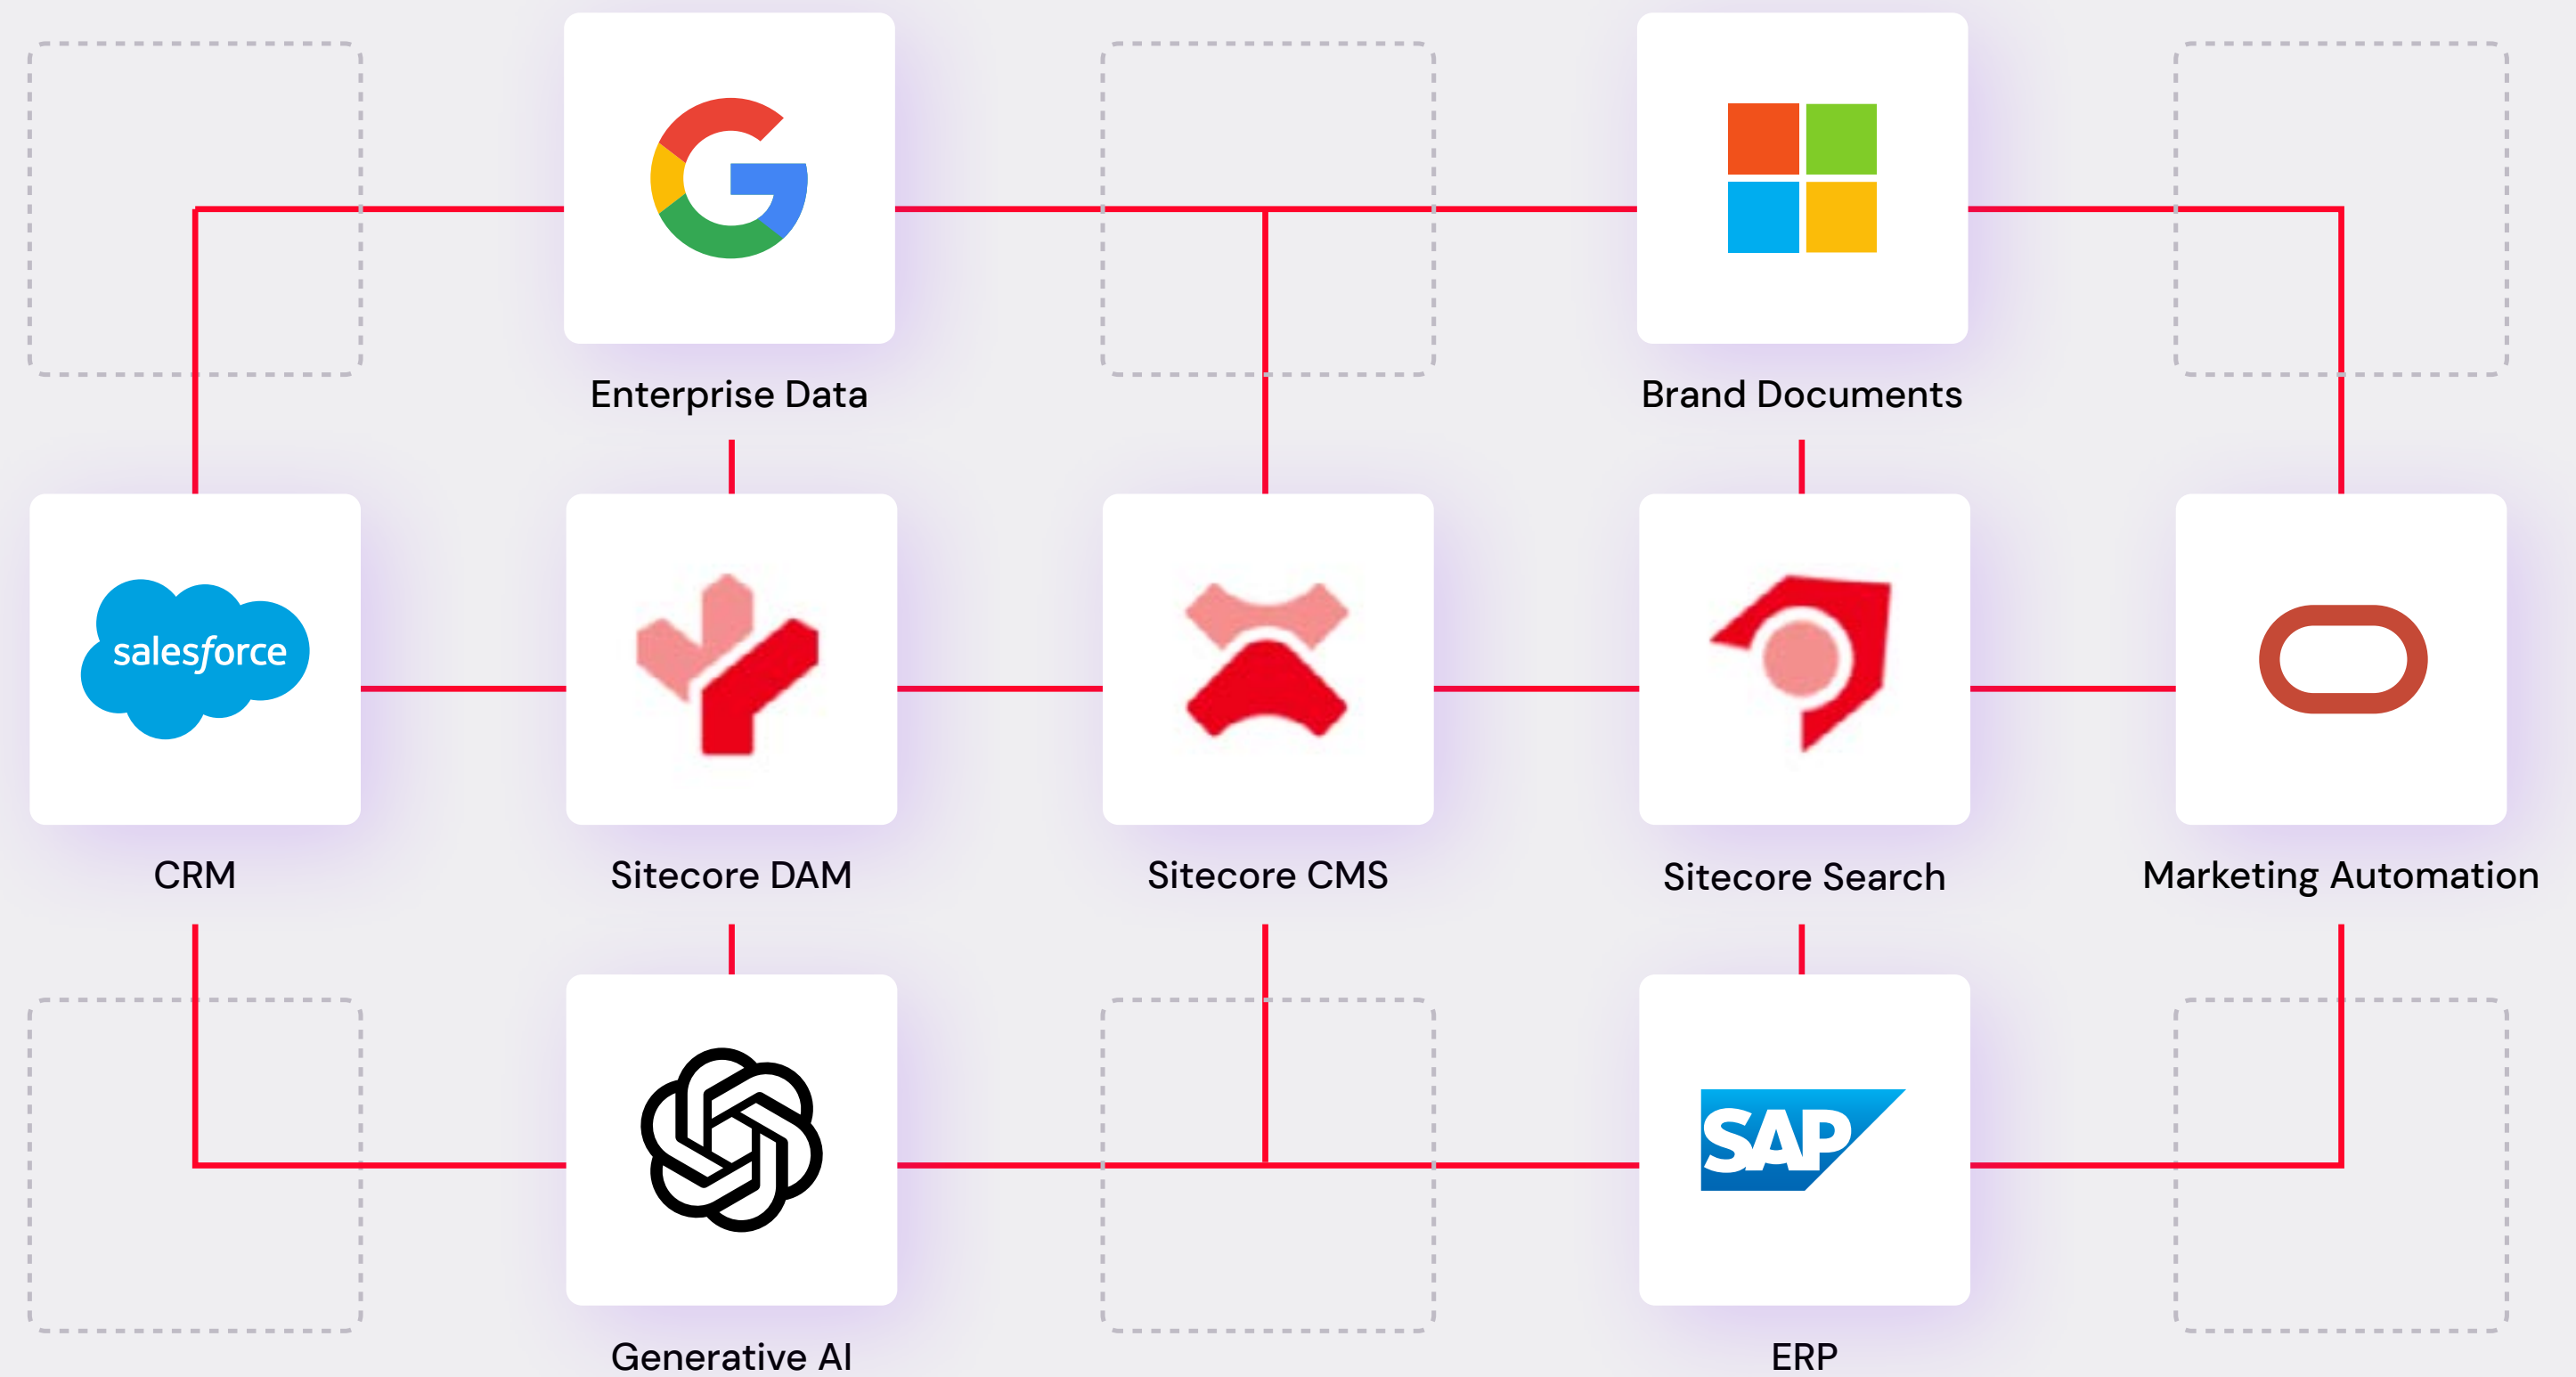 Enterprise Data
Brand Documents
salesforce
CRM
Sitecore DAM
Sitecore CMS
Sitecore Search
Marketing Automation
SAP
Generative AI
ERP